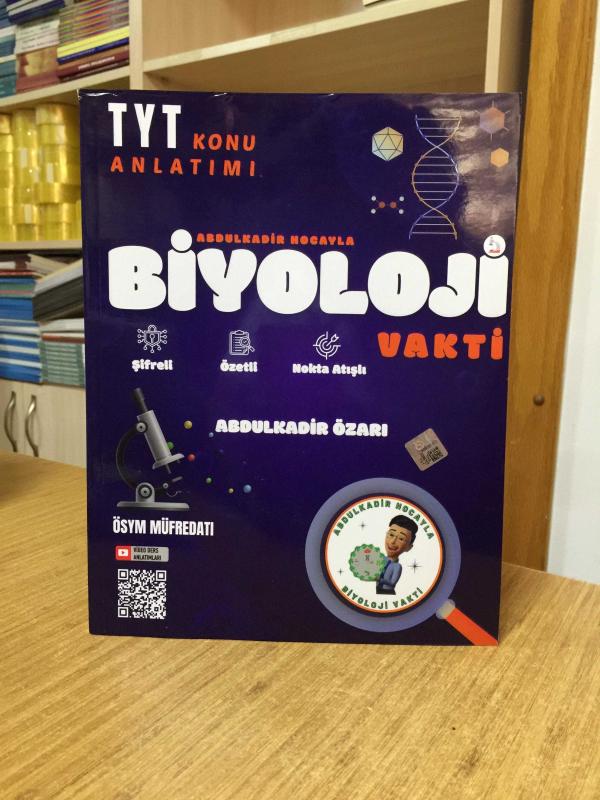 TYT KONU
ANLATIMI
ABDULKADİR HOCAYLA
BİYOLOJİ
VAKTİ
Şifreli
Özetli
Nokta Atışlı
ABDULKADİR ÖZARI
ÖSYM MÜFREDATI
VİDEO DERS
ANLATIMLARI
ABDULKADİR HOCAYLA
BİYOLOJİ VAKTİ